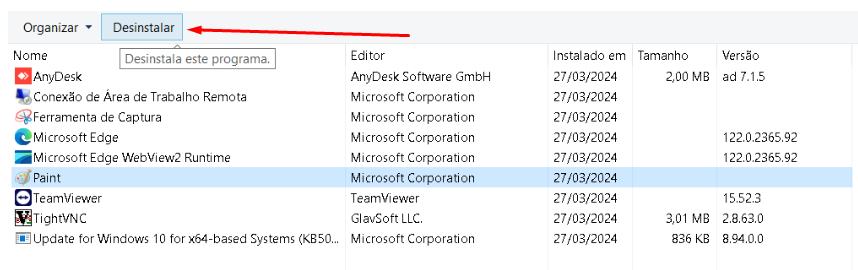 Organizar Desinstalar
Desinstala este programa.
Nome Editor Instalado em Tamanho Versão
AnyDesk AnyDesk Software GmbH 27/03/2024 2,00 MB ad 7.1.5
Conexão de Área de Trabalho Remota Microsoft Corporation 27/03/2024
Ferramenta de Captura Microsoft Corporation 27/03/2024
Microsoft Edge Microsoft Corporation 27/03/2024 122.0.2365.92
Microsoft Edge WebView2 Runtime Microsoft Corporation 27/03/2024 122.0.2365.92
Paint Microsoft Corporation 27/03/2024
TeamViewer TeamViewer 27/03/2024 15.52.3
TightVNC GlavSoft LLC. 27/03/2024 3,01 MB 2.8.63.0
Update for Windows 10 for x64-based Systems (KB50... Microsoft Corporation 27/03/2024 836 KB 8.94.0.0